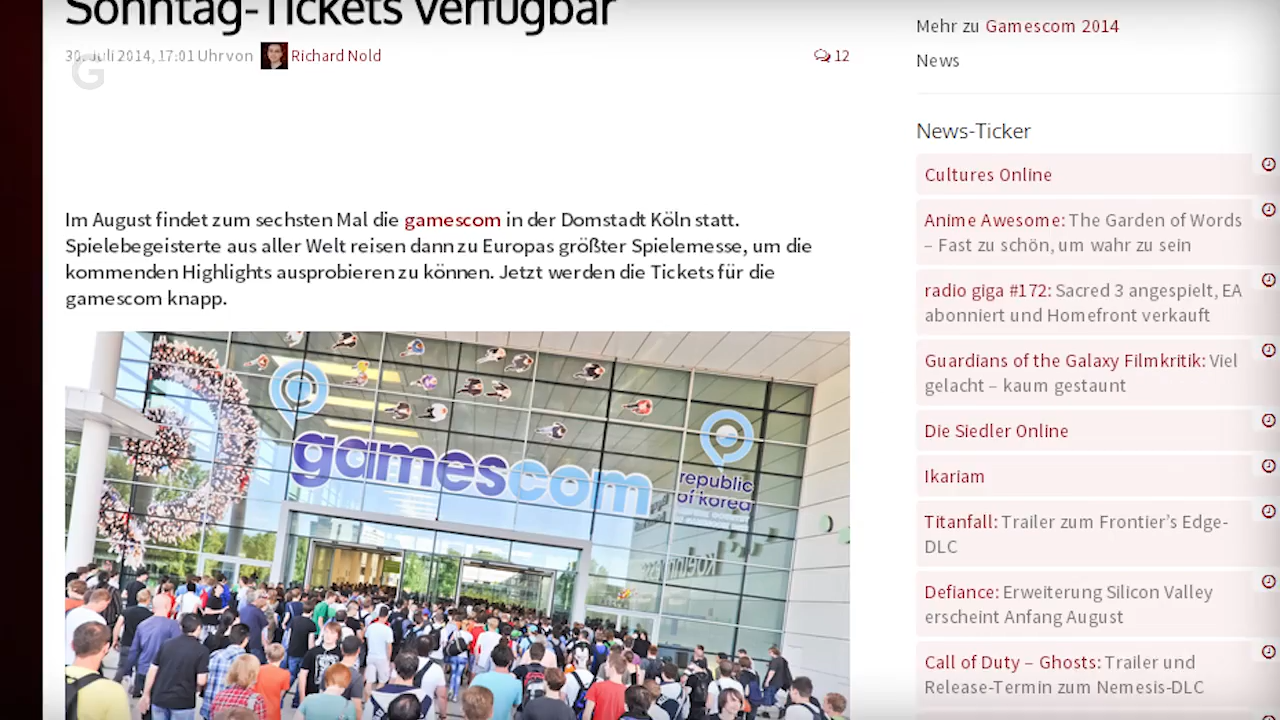 Sonntag-Tickets verfügbar
30. Juli 2014, 17:01 Uhr von Richard Nold
12
G
Im August findet zum sechsten Mal die gamescom in der Domstadt Köln statt.
Spielebegeisterte aus aller Welt reisen dann zu Europas größter Spielemesse, um die
kommenden Highlights ausprobieren zu können. Jetzt werden die Tickets für die
gamescom knapp.
gamescom
republic
of korea
koelnmesse
Mehr zu Gamescom 2014
News
News-Ticker
Cultures Online
Anime Awesome: The Garden of Words
– Fast zu schön, um wahr zu sein
radio giga #172: Sacred 3 angespielt, EA
abonniert und Homefront verkauft
Guardians of the Galaxy Filmkritik: Viel
gelacht – kaum gestaunt
Die Siedler Online
Ikariam
Titanfall: Trailer zum Frontier’s Edge-
DLC
Defiance: Erweiterung Silicon Valley
erscheint Anfang August
Call of Duty – Ghosts: Trailer und
Release-Termin zum Nemesis-DLC